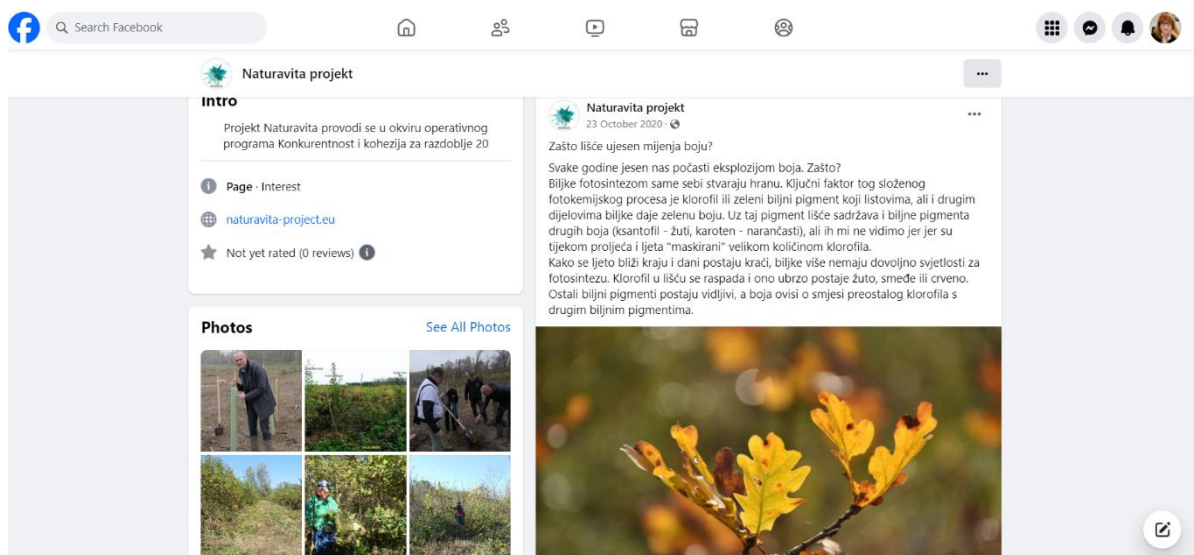 Search Facebook
Naturavita projekt
Intro
Projekt Naturavita provodi se u okviru operativnog
programa Konkurentnost i kohezija za razdoblje 20
Page · Interest
naturavita-project.eu
Not yet rated (0 reviews)
Photos
See All Photos
Naturavita projekt
23 October 2020 ·
Zašto lišće ujesen mijenja boju?
Svake godine jesen nas počasti eksplozijom boja. Zašto?
Biljke fotosintezom same sebi stvaraju hranu. Ključni faktor tog složenog
fotokemijskog procesa je klorofil ili zeleni biljni pigment koji listovima, ali i drugim
dijelovima biljke daje zelenu boju. Uz taj pigment lišće sadržava i biljne pigmenta
drugih boja (ksantofil - žuti, karoten - narančasti), ali ih mi ne vidimo jer jer su
tijekom proljeća i ljeta "maskirani" velikom količinom klorofila.
Kako se ljeto bliži kraju i dani postaju kraći, biljke više nemaju dovoljno svjetlosti za
fotosintezu. Klorofil u lišću se raspada i ono ubrzo postaje žuto, smeđe ili crveno.
Ostali biljni pigmenti postaju vidljivi, a boja ovisi o smjesi preostalog klorofila s
drugim biljnim pigmentima.